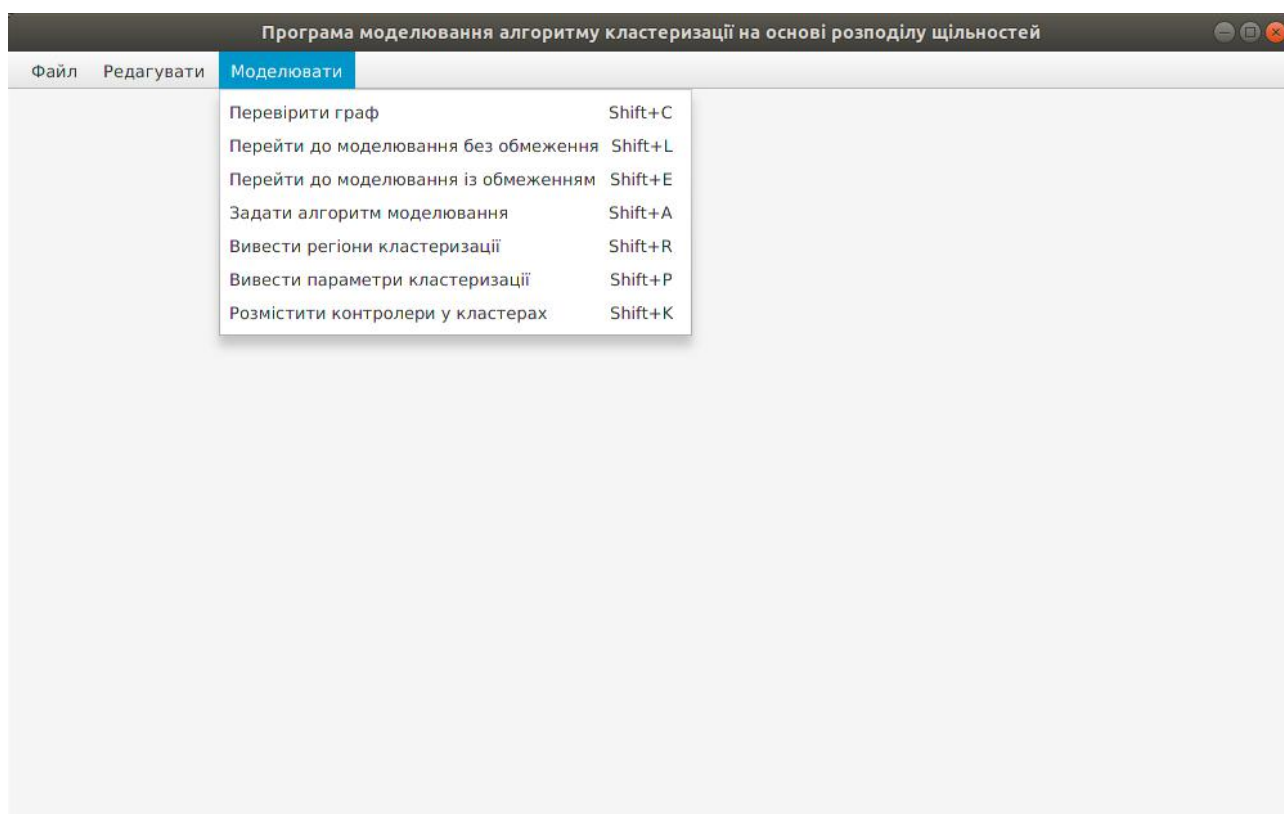 Програма моделювання алгоритму кластеризації на основі розподілу щільностей
Файл Редагувати Моделювати
Перевірити граф Shift+C
Перейти до моделювання без обмеження Shift+L
Перейти до моделювання із обмеженням Shift+E
Задати алгоритм моделювання Shift+A
Вивести регіони кластеризації Shift+R
Вивести параметри кластеризації Shift+P
Розмістити контролери у кластерах Shift+K